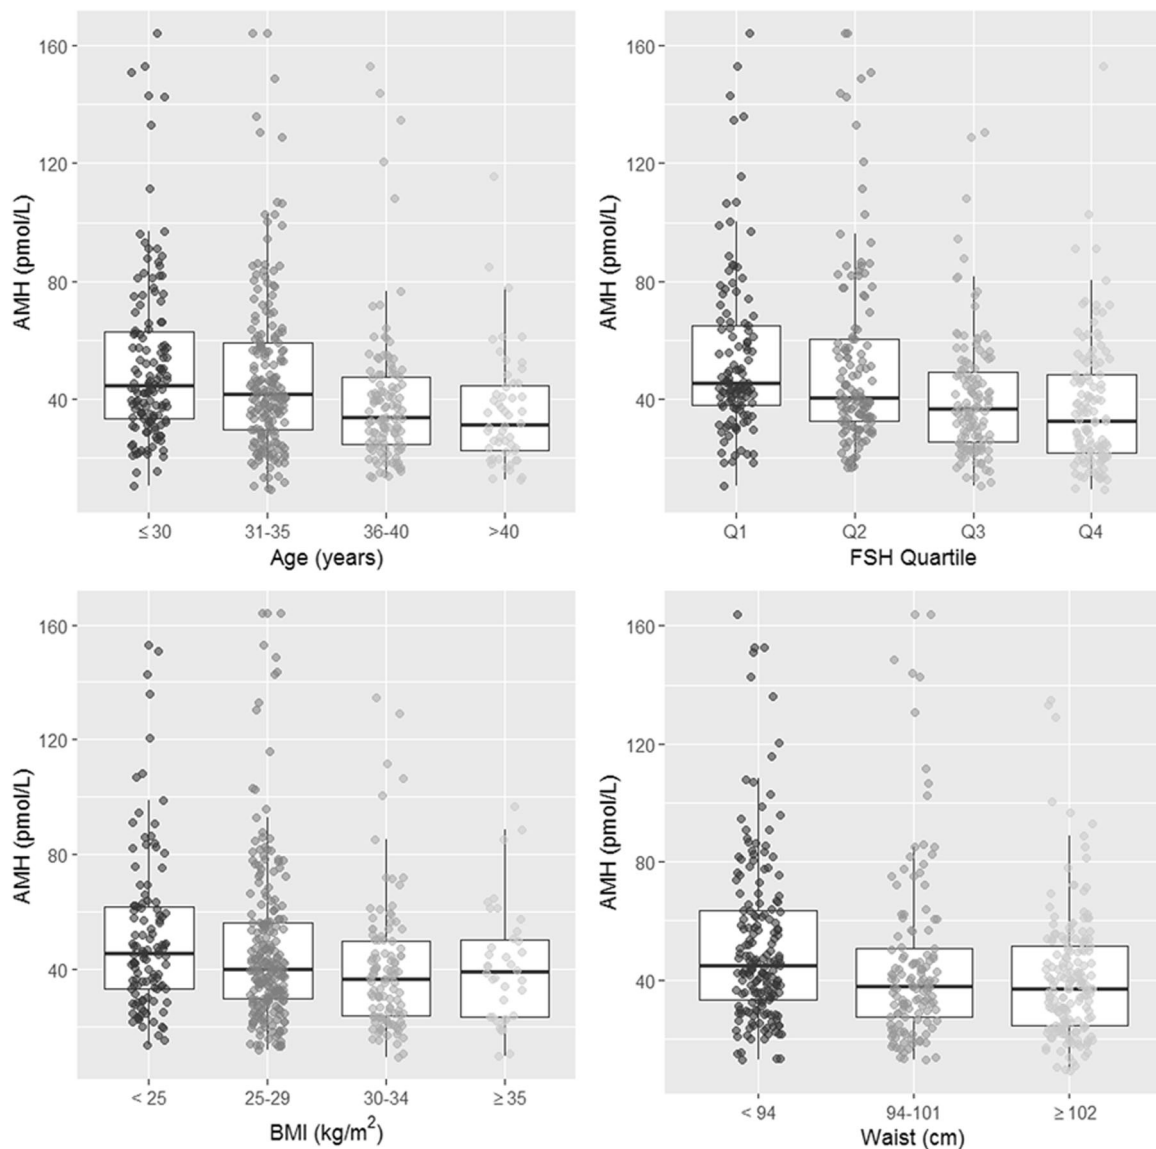 AMH (pmol/L)
160
120
80
40
≤30 31-35 36-40 >40
Age (years)
AMH (pmol/L)
160
120
80
40
Q1 Q2 Q3 Q4
FSH Quartile
AMH (pmol/L)
160
120
80
40
< 25 25-29 30-34 ≥35
BMI (kg/m²)
AMH (pmol/L)
160
120
80
40
< 94 94-101 ≥102
Waist (cm)